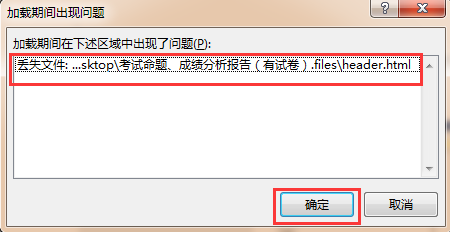 加载期间出现问题
加载期间在下述区域中出现了问题(P):
丢失文件: ...sktop\考试命题、成绩分析报告（有试卷）.files\header.html
确定
取消